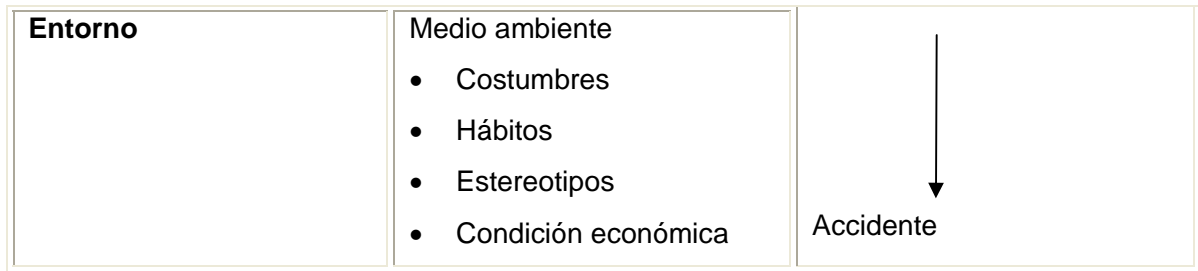 Entorno
Medio ambiente
• Costumbres
• Hábitos
• Estereotipos
• Condición económica
Accidente